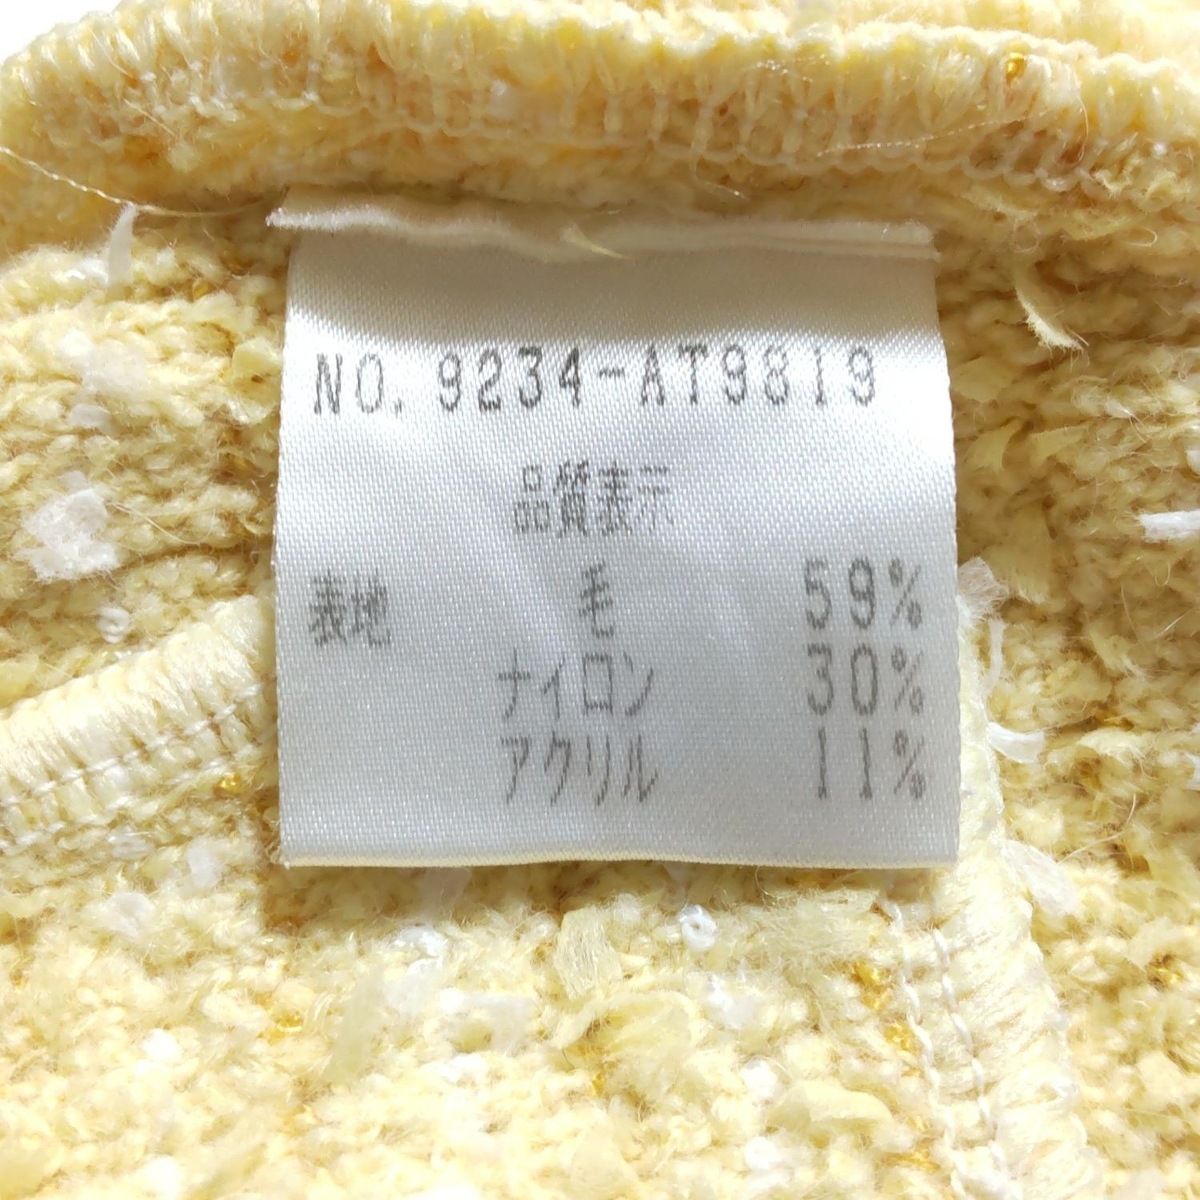 NO. 9234-AT9819
品質表示
表地 毛 59%
ナイロン 30%
アクリル 11%